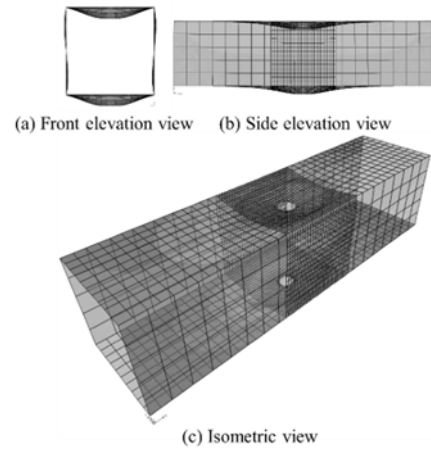 (a) Front elevation view
(b) Side elevation view
(c) Isometric view